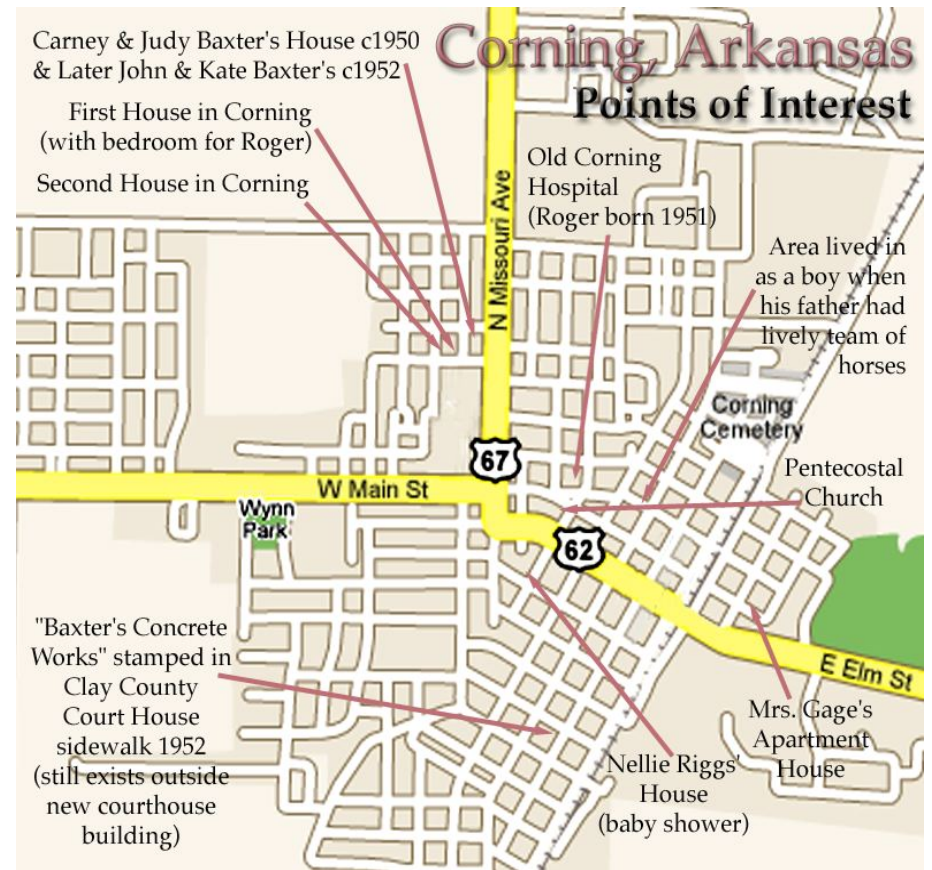 Corning, Arkansas
Points of Interest
Carney & Judy Baxter's House c1950
& Later John & Kate Baxter's c1952
First House in Corning
(with bedroom for Roger)
Second House in Corning
N Missouri Ave
Old Corning
Hospital
(Roger born 1951)
Area lived in
as a boy when
his father had
lively team of
horses
Corning
Cemetery
Pentecostal
Church
67
W Main St
Wynn
Park
62
E Elm St
"Baxter's Concrete
Works" stamped in
Clay County
Court House
sidewalk 1952
(still exists outside
new courthouse
building)
Nellie Riggs'
House
(baby shower)
Mrs. Gage's
Apartment
House